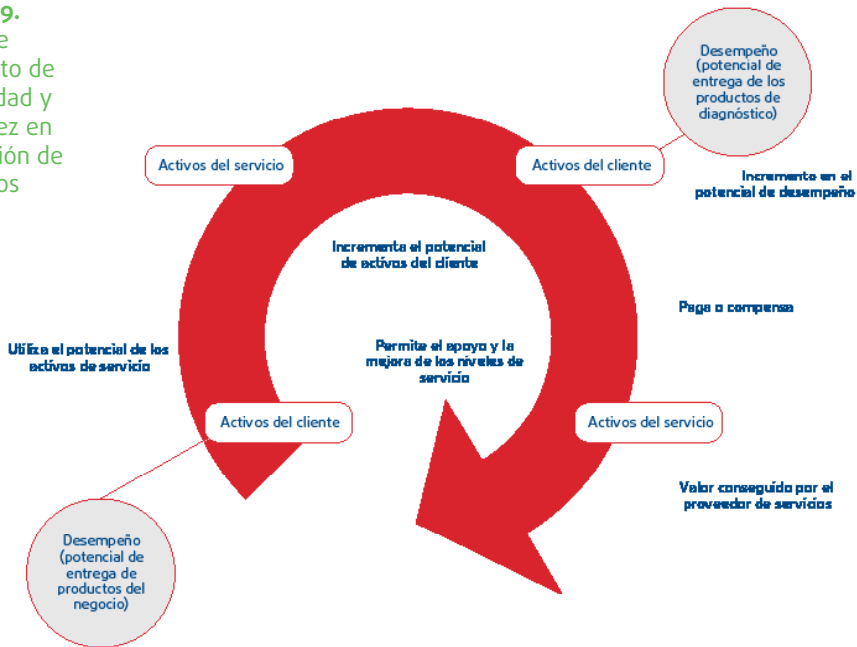 9.
e
to de
dad y
ez en
ión de
os
Desempeño
(potencial de
entrega de los
productos de
diagnóstico)
Activos del servicio
Activos del cliente
Incremento en el
potencial de desempeño
Incrementa el potencial
de activos del cliente
Paga o compensa
Utiliza el potencial de los
activos de servicio
Permite el apoyo y la
mejora de los niveles de
servicio
Activos del cliente
Activos del servicio
Valor conseguido por el
proveedor de servicios
Desempeño
(potencial de
entrega de
productos del
negocio)